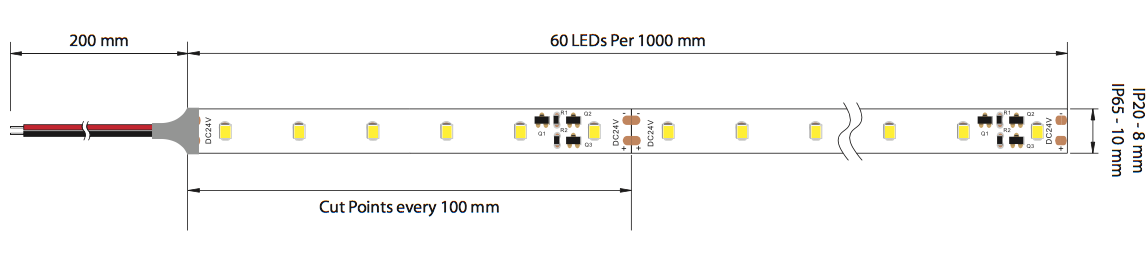 200 mm
60 LEDs Per 1000 mm
DC24V
Q1
R1
R2
Q2
Q3
DC24V
-
+
+
DC24V
Q1
R1
R2
Q2
Q3
DC24V
-
+
IP20 - 8 mm
IP65 - 10 mm
Cut Points every 100 mm